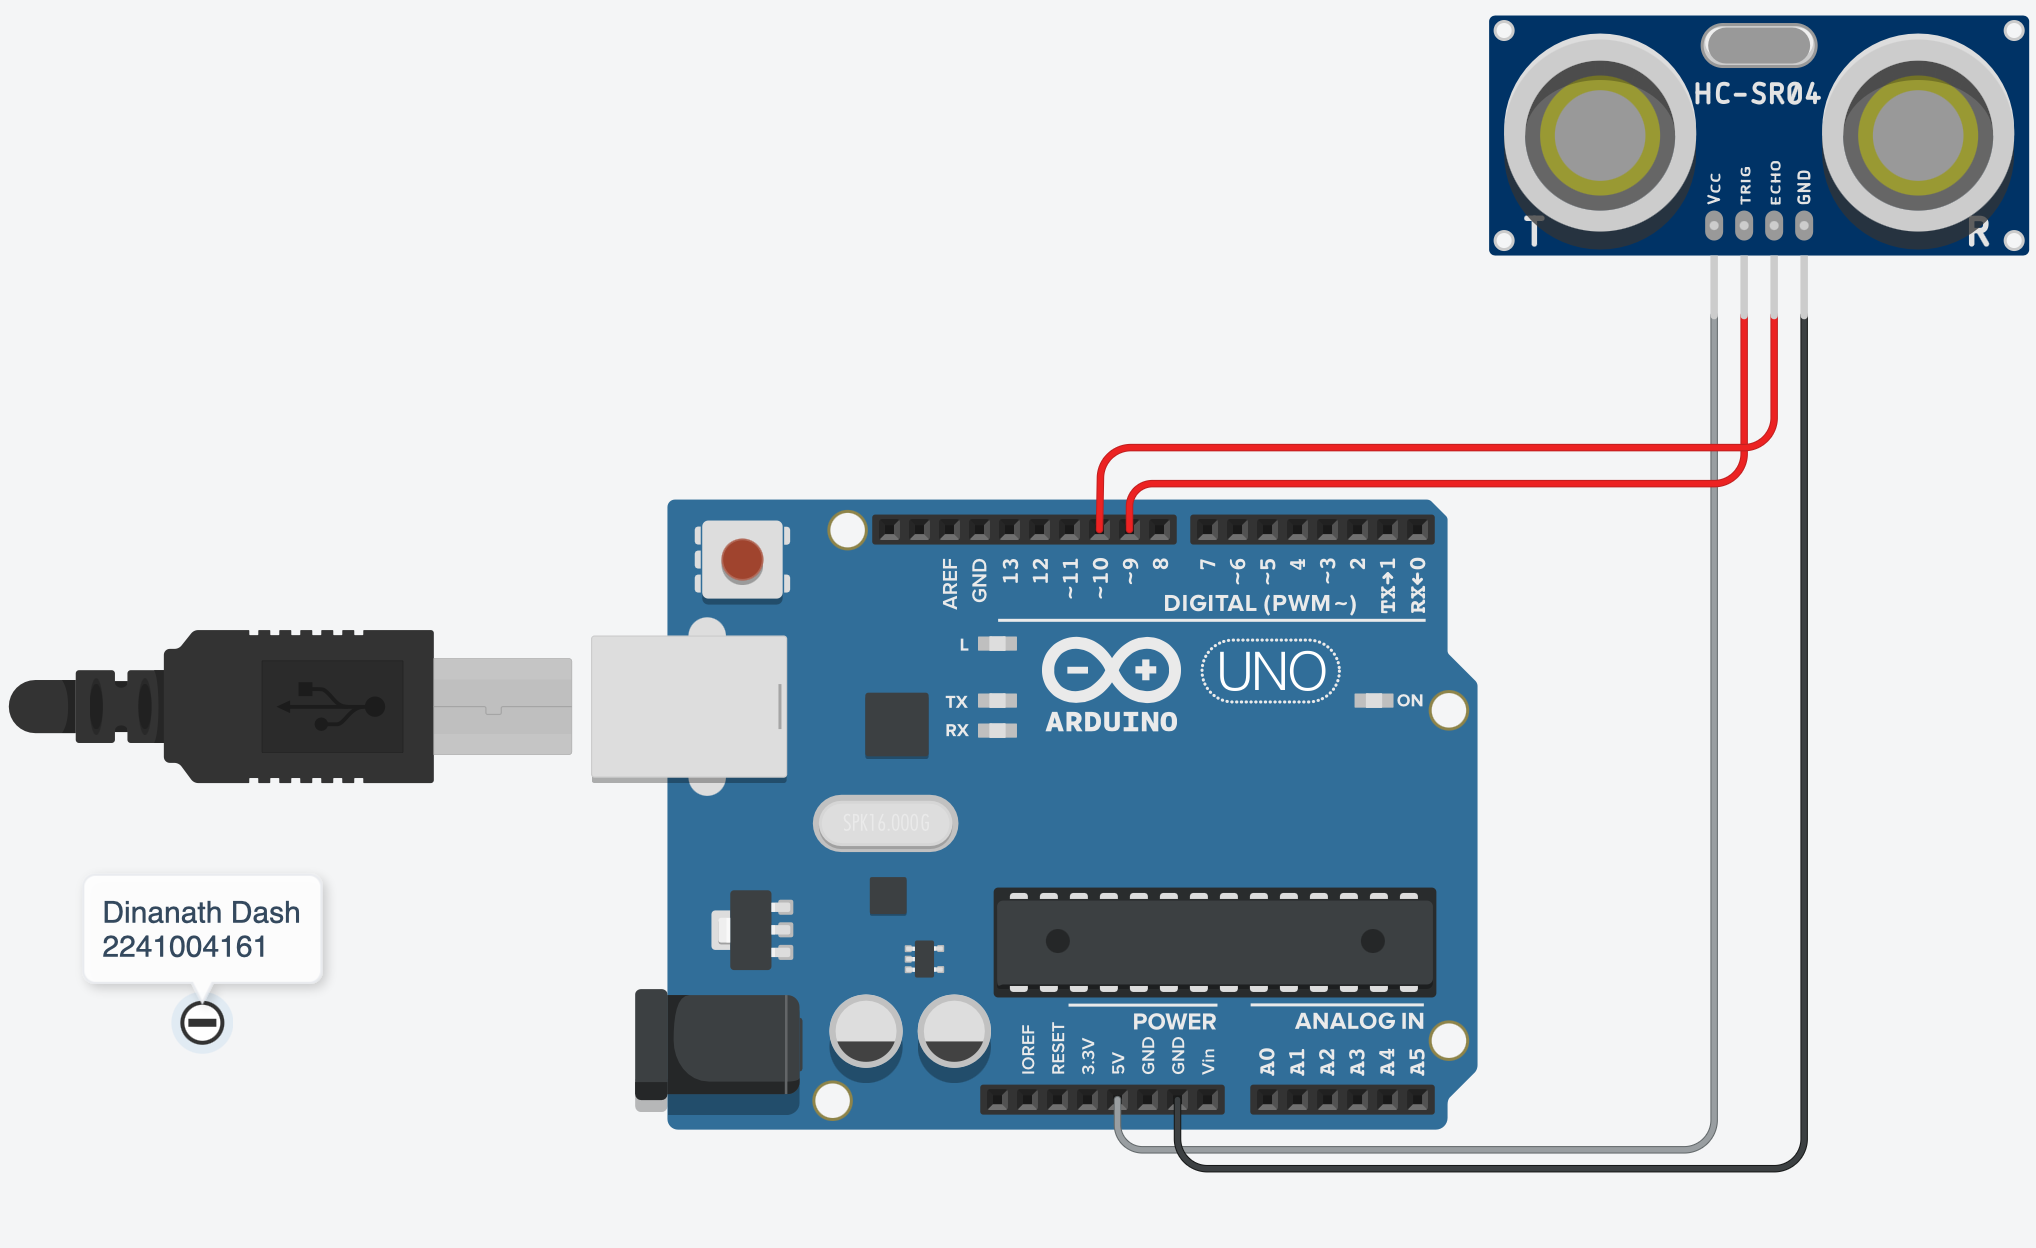 HC-SR04
VCC
TRIG
ECHO
GND
T
R
AREF
GND
13
12
~11
~10
~9
8
7
~6
~5
4
~3
2
TX→1
RX←0
DIGITAL (PWM~)
L
TX
RX
UNO
ARDUINO
ON
SPK16.000G
Dinanath Dash
2241004161
POWER
ANALOG IN
IOREF
RESET
3.3V
5V
GND
GND
Vin
A0
A1
A2
A3
A4
A5